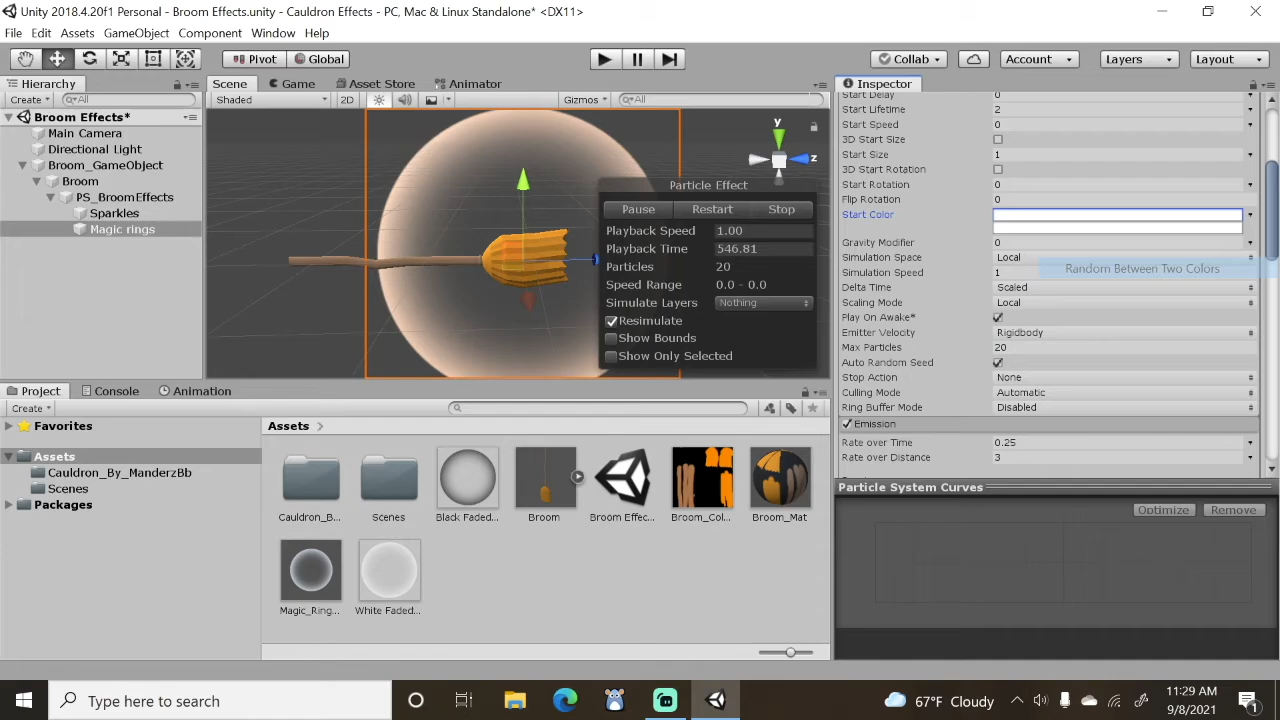 Unity 2018.4.20f1 Personal - Broom Effects.unity - Cauldron Effects - PC, Mac & Linux Standalone* <DX11>
File Edit Assets GameObject Component Window Help
Pivot Global Collab Account Layers Layout
Hierarchy Scene Game Asset Store Animator Inspector
Create All Shaded 2D Gizmos All
Broom Effects*
Main Camera
Directional Light
Broom_GameObject
Broom
PS_BroomEffects
Sparkles
Magic rings
y
z
Particle Effect
Pause Restart Stop
Playback Speed 1.00
Playback Time 546.81
Particles 20
Speed Range 0.0 - 0.0
Simulate Layers Nothing
Resimulate
Show Bounds
Show Only Selected
Start Delay 0
Start Lifetime 2
Start Speed 0
3D Start Size
Start Size 1
3D Start Rotation
Start Rotation 0
Flip Rotation 0
Start Color
Gravity Modifier 0
Simulation Space Local
Random Between Two Colors
Simulation Speed 1
Delta Time Scaled
Scaling Mode Local
Play On Awake*
Emitter Velocity Rigidbody
Max Particles 20
Auto Random Seed
Stop Action None
Culling Mode Automatic
Ring Buffer Mode Disabled
Emission
Rate over Time 0.25
Rate over Distance 3
Particle System Curves
Optimize Remove
Project Console Animation
Create
Favorites
Assets
Cauldron_By_ManderzBb
Scenes
Packages
Assets
Cauldron_B... Scenes Black Faded... Broom Broom Effec... Broom_Col... Broom_Mat
Magic_Ring... White Faded...
Type here to search
67°F Cloudy
11:29 AM
9/8/2021
1